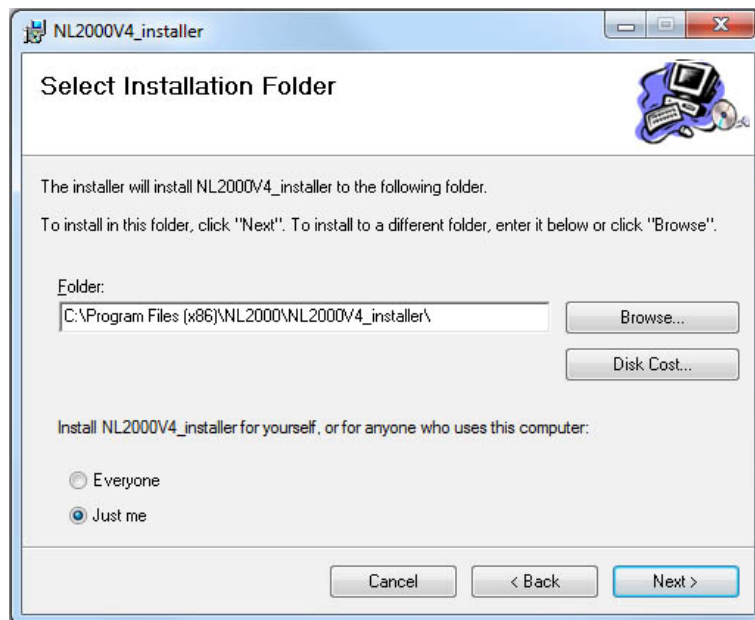 NL2000V4_installer
Select Installation Folder
The installer will install NL2000V4_installer to the following folder.
To install in this folder, click "Next". To install to a different folder, enter it below or click "Browse".
Folder:
C:\Program Files (x86)\NL2000\NL2000V4_installer\
Browse...
Disk Cost...
Install NL2000V4_installer for yourself, or for anyone who uses this computer:
Everyone
Just me
Cancel
< Back
Next >